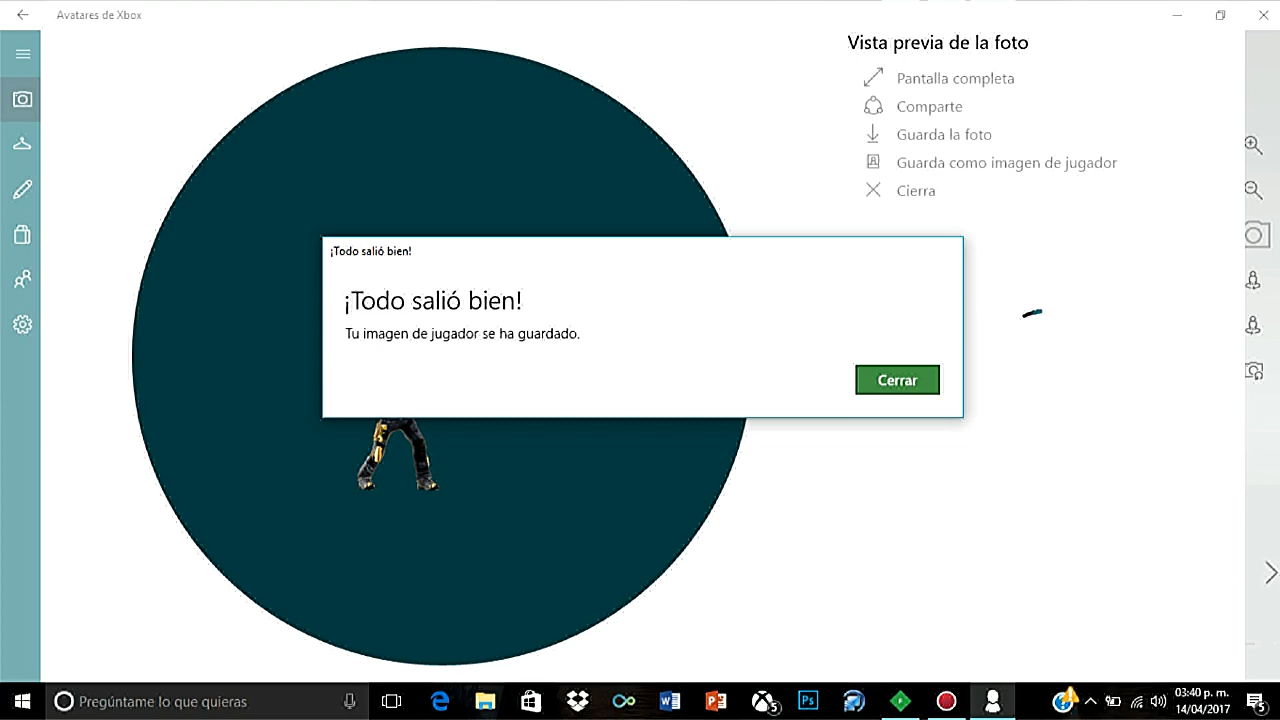 Avatares de Xbox
Vista previa de la foto
Pantalla completa
Comparte
Guarda la foto
Guarda como imagen de jugador
Cierra
¡Todo salió bien!
¡Todo salió bien!
Tu imagen de jugador se ha guardado.
Cerrar
Pregúntame lo que quieras
03:40 p. m.
14/04/2017
5
5